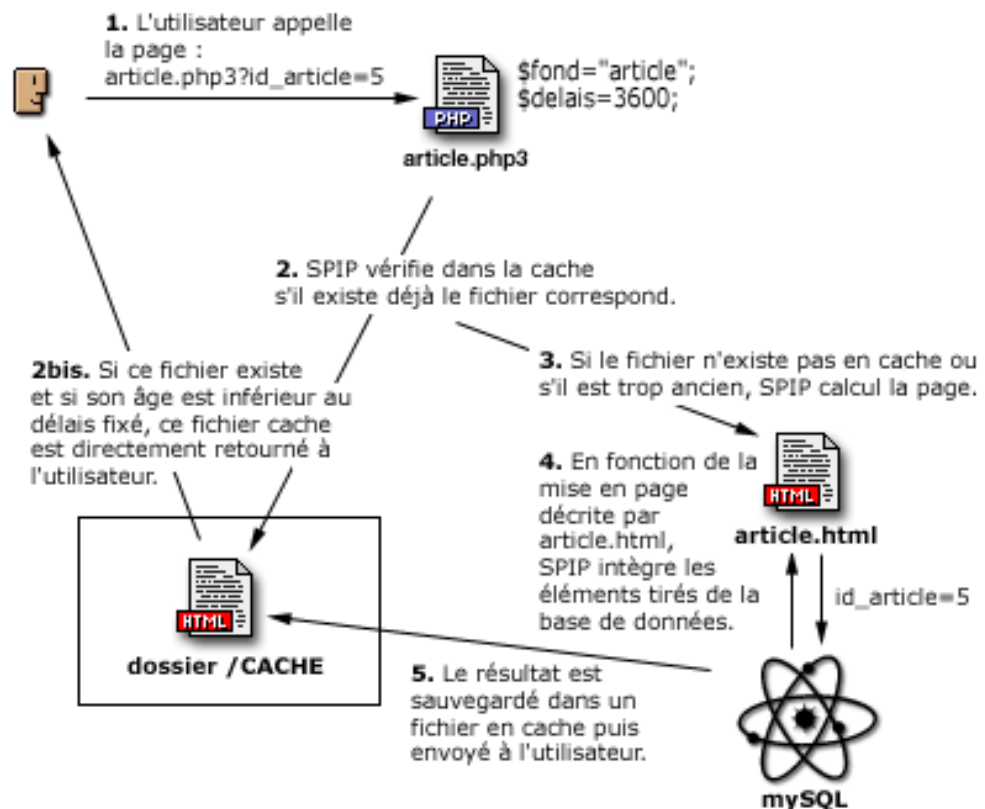 1. L'utilisateur appelle
la page :
article.php3?id_article=5
$fond="article";
$delais=3600;
PHP
article.php3
2. SPIP vérifie dans la cache
s'il existe déjà le fichier correspond.
2bis. Si ce fichier existe
et si son âge est inférieur au
délais fixé, ce fichier cache
est directement retourné à
l'utilisateur.
3. Si le fichier n'existe pas en cache ou
s'il est trop ancien, SPIP calcul la page.
HTML
article.html
4. En fonction de la
mise en page
décrite par
article.html,
SPIP intègre les
éléments tirés de la
base de données.
id_article=5
HTML
dossier /CACHE
5. Le résultat est
sauvegardé dans un
fichier en cache puis
envoyé à l'utilisateur.
mySQL